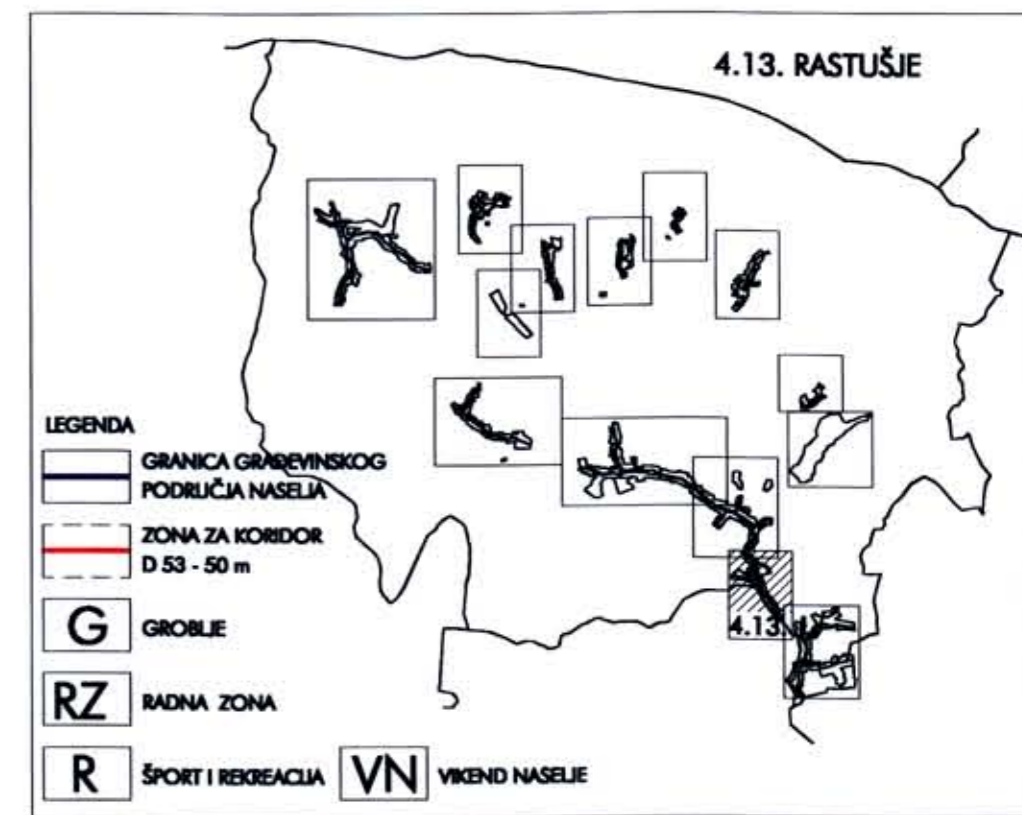 4.13. RASTUŠJE
LEGENDA
GRANICA GRAĐEVINSKOG
PODRUČJA NASELJA
ZONA ZA KORIDOR
D 53 - 50 m
G GROBLJE
RZ RADNA ZONA
R ŠPORT I REKREACIJA VN VIKEND NASELJE
4.13.